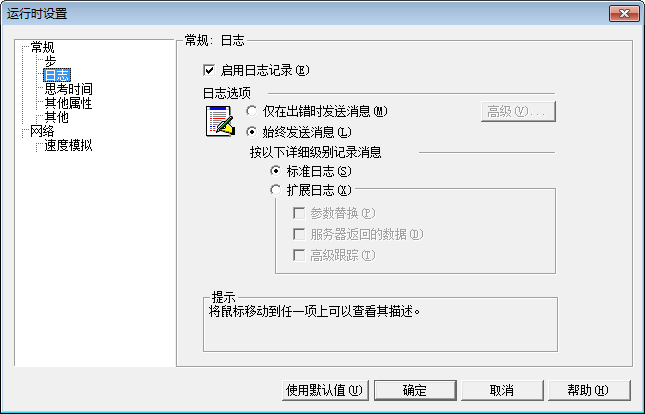 运行时设置
常规
步
日志
思考时间
其他属性
其他
网络
速度模拟
常规: 日志
启用日志记录(E)
日志选项
仅在出错时发送消息(M)
高级(V)...
始终发送消息(L)
按以下详细级别记录消息
标准日志(S)
扩展日志(X)
参数替换(P)
服务器返回的数据(D)
高级跟踪(T)
提示
将鼠标移动到任一项上可以查看其描述。
使用默认值(U)
确定
取消
帮助(H)